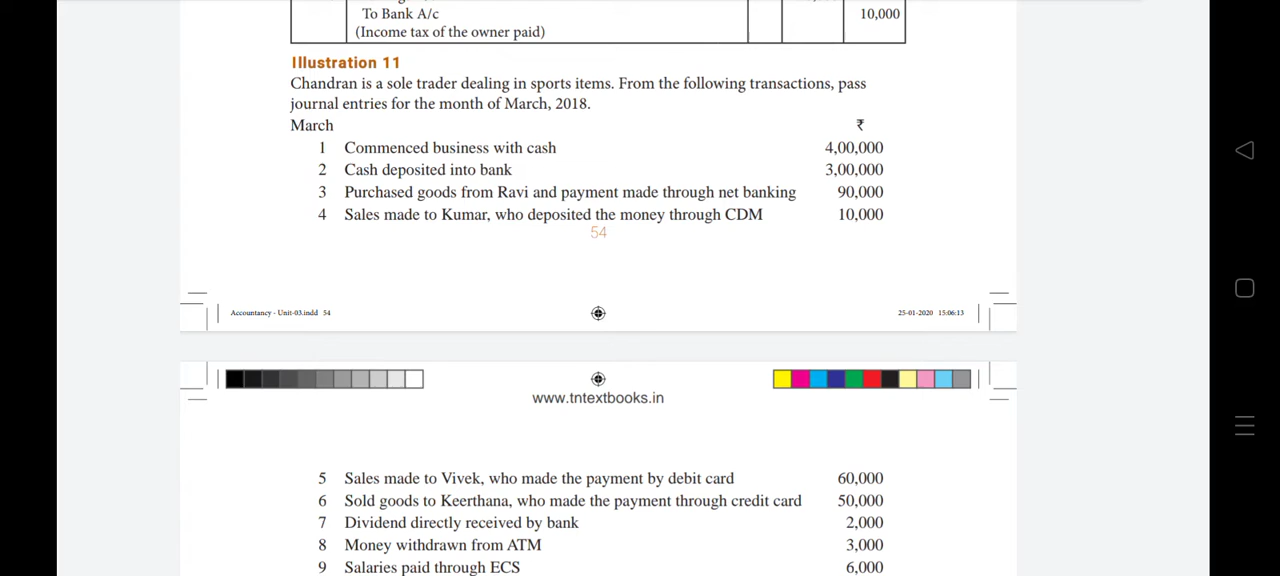 To Bank A/c
10,000
(Income tax of the owner paid)
Illustration 11
Chandran is a sole trader dealing in sports items. From the following transactions, pass
journal entries for the month of March, 2018.
March ₹
1 Commenced business with cash 4,00,000
2 Cash deposited into bank 3,00,000
3 Purchased goods from Ravi and payment made through net banking 90,000
4 Sales made to Kumar, who deposited the money through CDM 10,000
54
Accountancy - Unit-03.indd 54 25-01-2020 15:06:13
www.tntextbooks.in
5 Sales made to Vivek, who made the payment by debit card 60,000
6 Sold goods to Keerthana, who made the payment through credit card 50,000
7 Dividend directly received by bank 2,000
8 Money withdrawn from ATM 3,000
9 Salaries paid through ECS 6,000